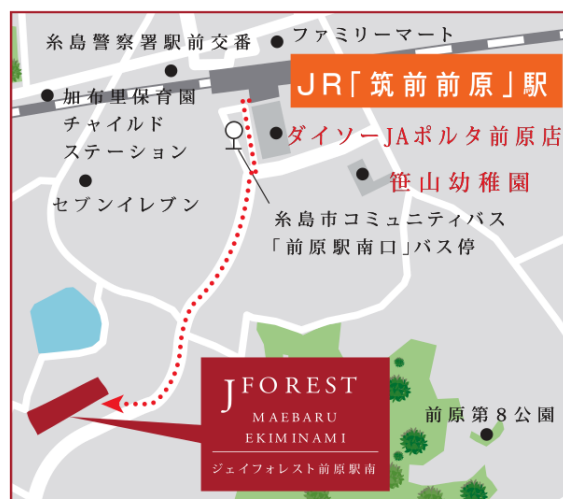 ファミリーマート
糸島警察署駅前交番
JR「筑前前原」駅
加布里保育園
チャイルド
ステーション
ダイソーJAポルタ前原店
笹山幼稚園
セブンイレブン
糸島市コミュニティバス
「前原駅南口」バス停
J FOREST
MAEBARU
EKIMINAMI
ジェイフォレスト前原駅南
前原第8公園